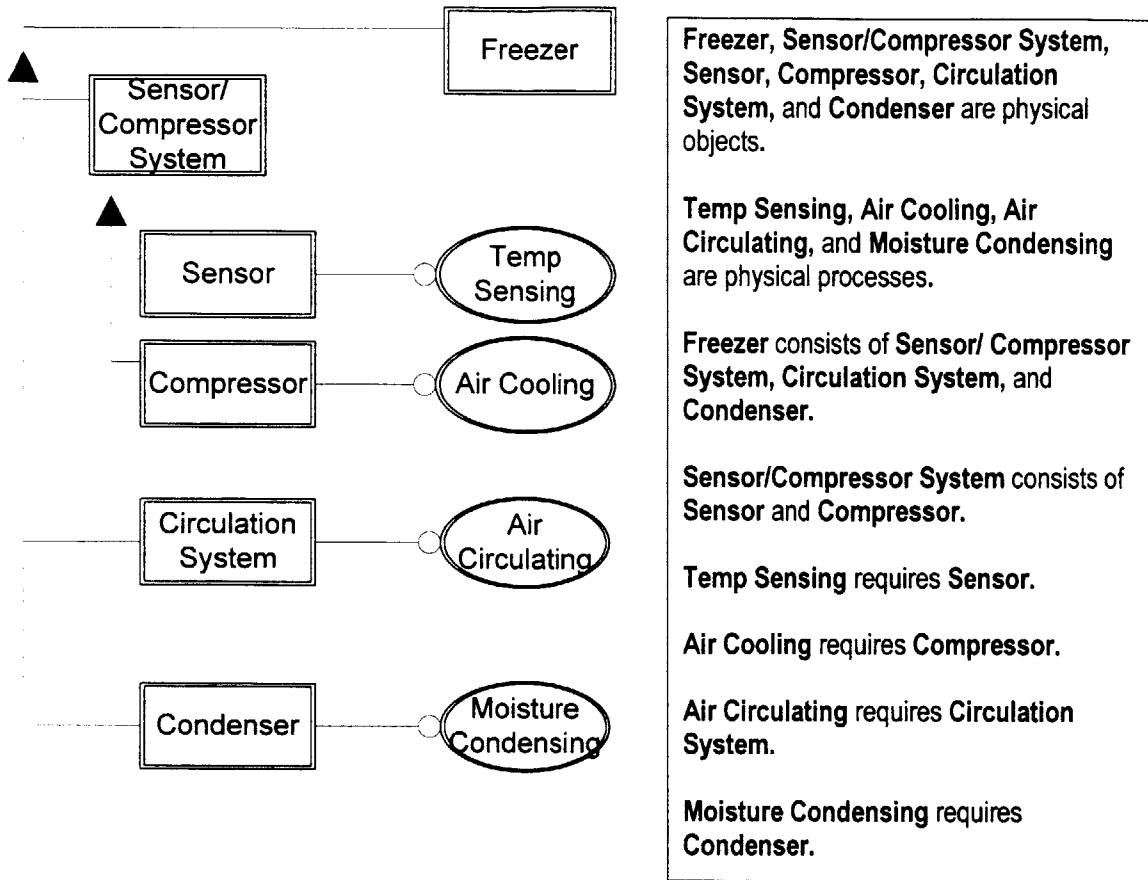 Freezer
Sensor/
Compressor
System
Sensor
Temp
Sensing
Compressor
Air Cooling
Circulation
System
Air
Circulating
Condenser
Moisture
Condensing
Freezer, Sensor/Compressor System,
Sensor, Compressor, Circulation
System, and Condenser are physical
objects.
Temp Sensing, Air Cooling, Air
Circulating, and Moisture Condensing
are physical processes.
Freezer consists of Sensor/ Compressor
System, Circulation System, and
Condenser.
Sensor/Compressor System consists of
Sensor and Compressor.
Temp Sensing requires Sensor.
Air Cooling requires Compressor.
Air Circulating requires Circulation
System.
Moisture Condensing requires
Condenser.